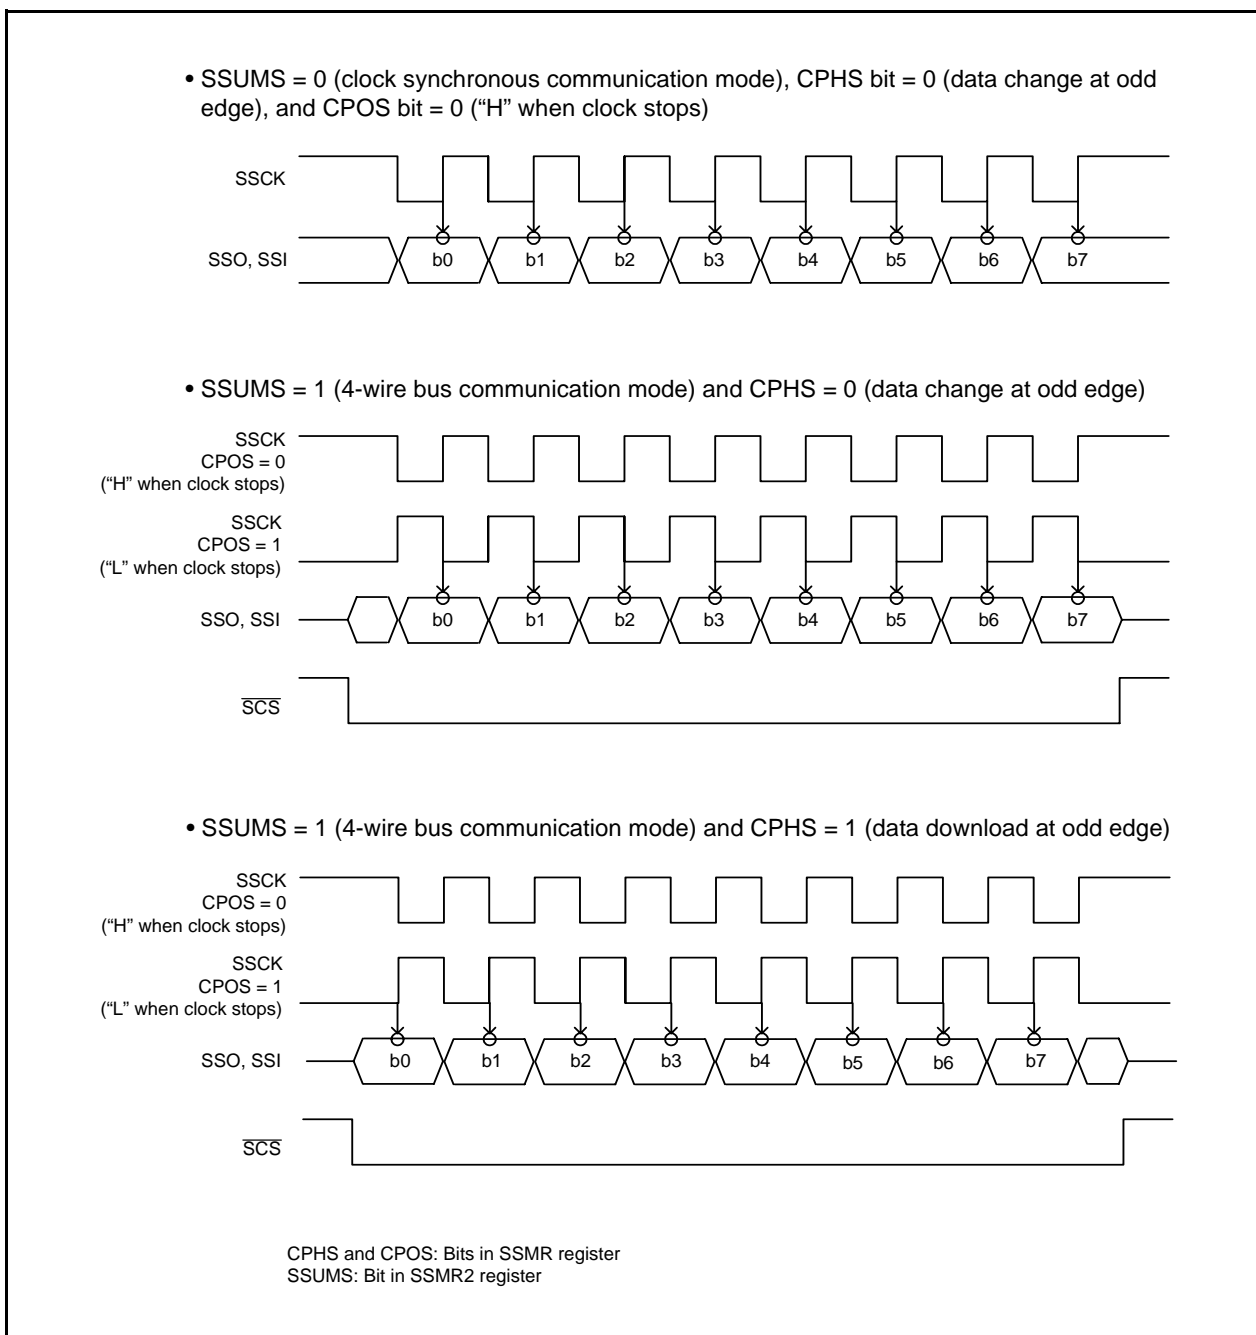 • SSUMS = 0 (clock synchronous communication mode), CPHS bit = 0 (data change at odd
edge), and CPOS bit = 0 (“H” when clock stops)
SSCK
SSO, SSI
b0 b1 b2 b3 b4 b5 b6 b7
• SSUMS = 1 (4-wire bus communication mode) and CPHS = 0 (data change at odd edge)
SSCK
CPOS = 0
(“H” when clock stops)
SSCK
CPOS = 1
(“L” when clock stops)
SSO, SSI
b0 b1 b2 b3 b4 b5 b6 b7
SCS
• SSUMS = 1 (4-wire bus communication mode) and CPHS = 1 (data download at odd edge)
SSCK
CPOS = 0
(“H” when clock stops)
SSCK
CPOS = 1
(“L” when clock stops)
SSO, SSI
b0 b1 b2 b3 b4 b5 b6 b7
SCS
CPHS and CPOS: Bits in SSMR register
SSUMS: Bit in SSMR2 register